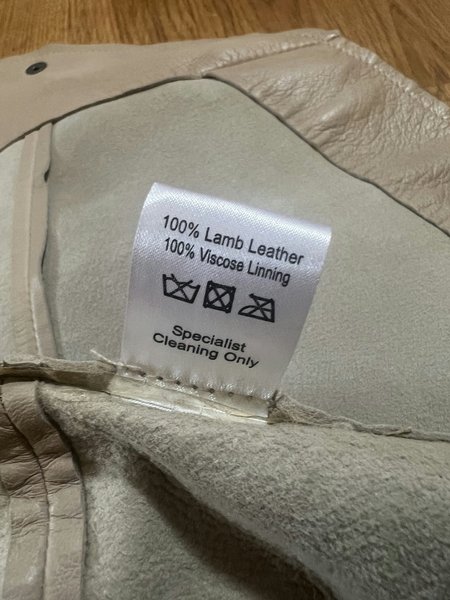 100% Lamb Leather
100% Viscose Linning
Specialist
Cleaning Only